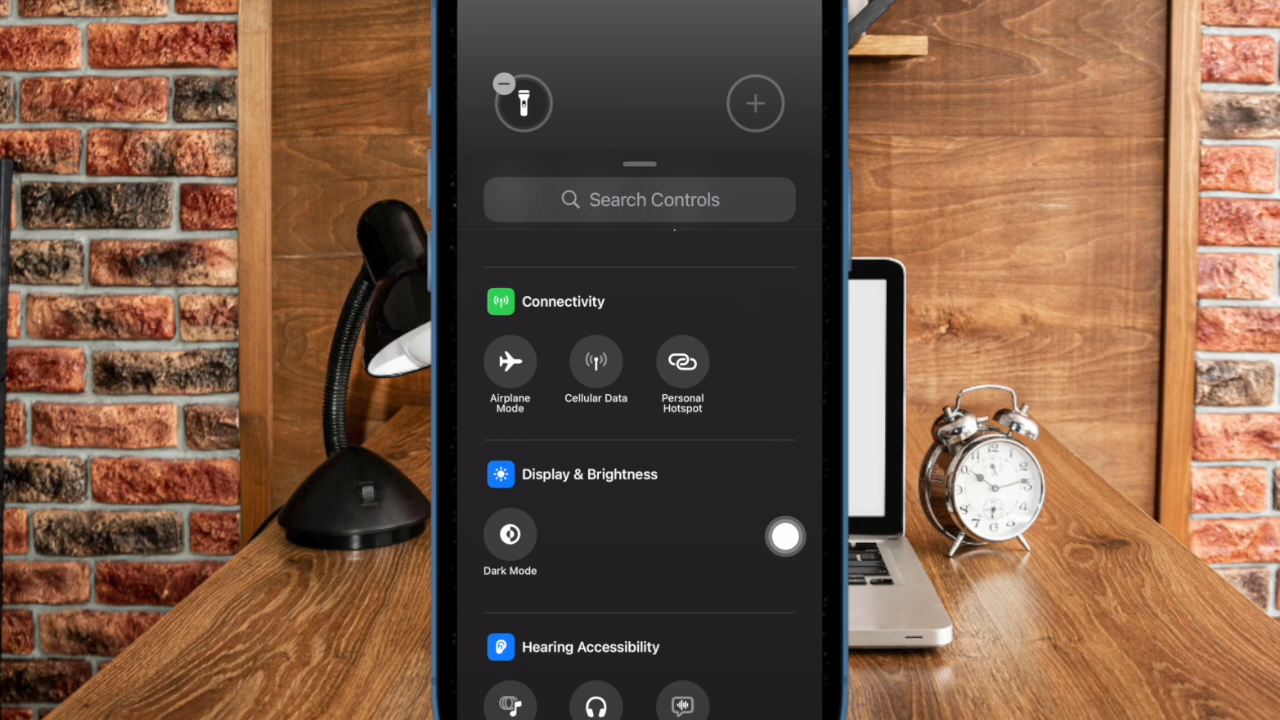 Search Controls
Connectivity
Airplane
Mode
Cellular Data
Personal
Hotspot
Display & Brightness
Dark Mode
Hearing Accessibility